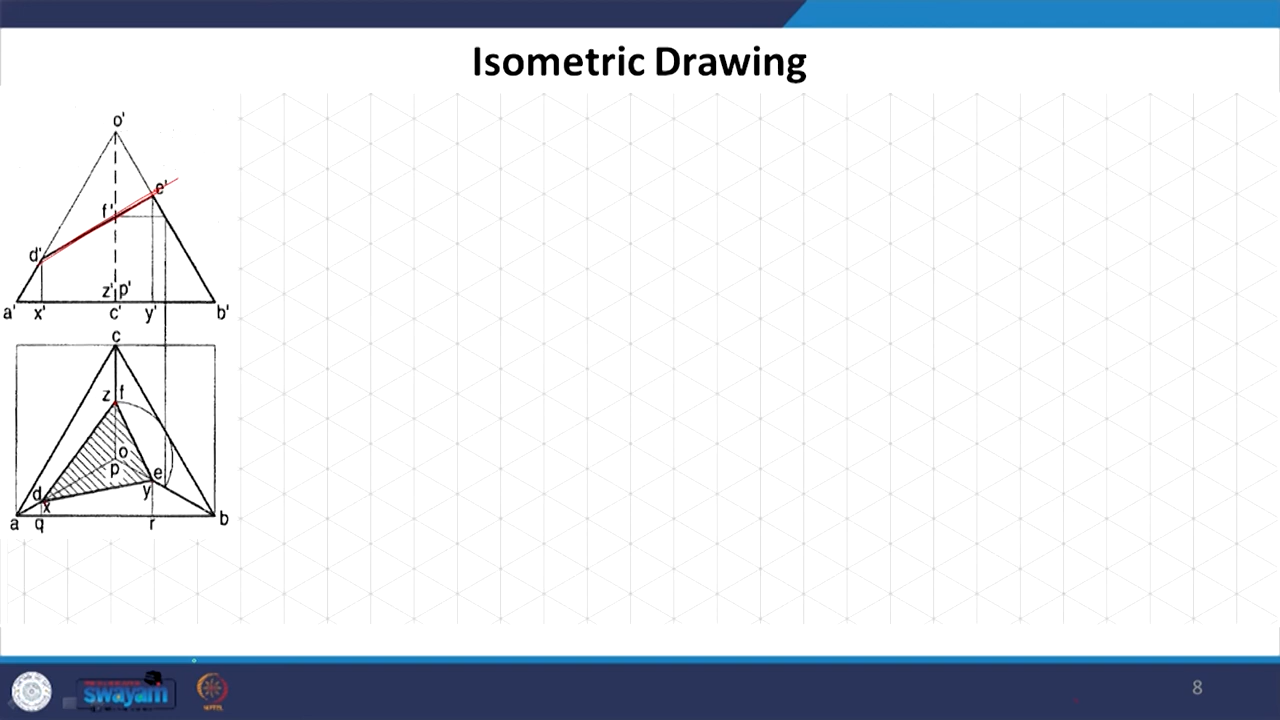 Isometric Drawing
o'
e'
f'
d'
z' p'
a' x' c' y' b'
c
z f
o
p e
d y
x
a q r b
swayam
8